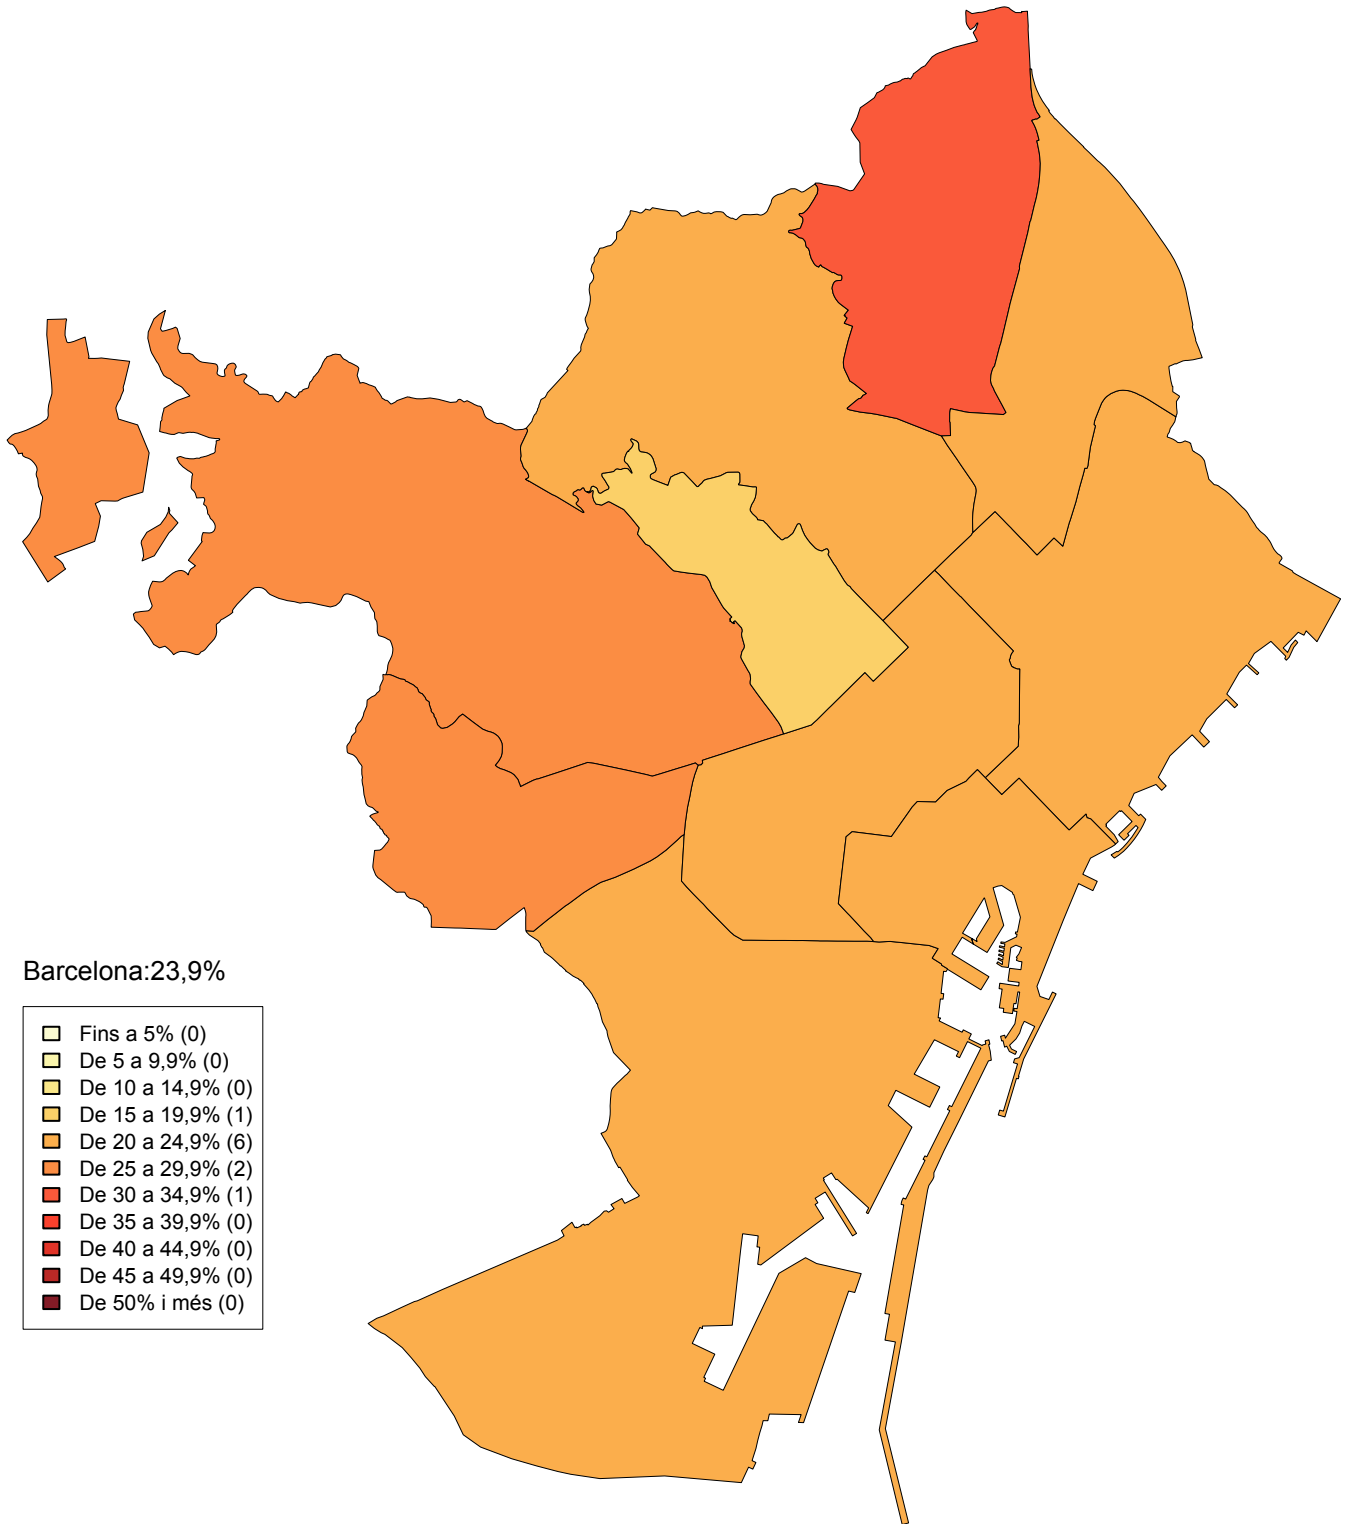 Barcelona:23,9%
Fins a 5% (0)
De 5 a 9,9% (0)
De 10 a 14,9% (0)
De 15 a 19,9% (1)
De 20 a 24,9% (6)
De 25 a 29,9% (2)
De 30 a 34,9% (1)
De 35 a 39,9% (0)
De 40 a 44,9% (0)
De 45 a 49,9% (0)
De 50% i més (0)